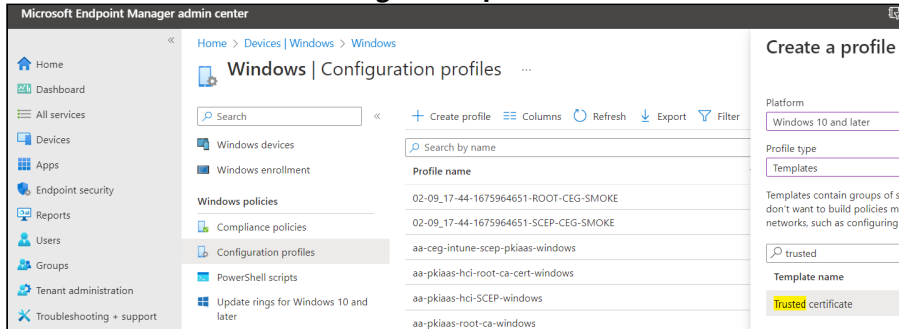 Microsoft Endpoint Manager admin center
Home
Dashboard
All services
Devices
Apps
Endpoint security
Reports
Users
Groups
Tenant administration
Troubleshooting + support
Home > Devices | Windows > Windows
Windows | Configuration profiles ...
Search
Windows devices
Windows enrollment
Windows policies
Compliance policies
Configuration profiles
PowerShell scripts
Update rings for Windows 10 and
later
+ Create profile Columns Refresh Export Filter
Search by name
Profile name
02-09_17-44-1675964651-ROOT-CEG-SMOKE
02-09_17-44-1675964651-SCEP-CEG-SMOKE
aa-ceg-intune-scep-pkiaas-windows
aa-pkiaas-hci-root-ca-cert-windows
aa-pkiaas-hci-SCEP-windows
aa-pkiaas-root-ca-windows
Create a profile
Platform
Windows 10 and later
Profile type
Templates
Templates contain groups of s
don't want to build policies m
networks, such as configuring
trusted
Template name
Trusted certificate